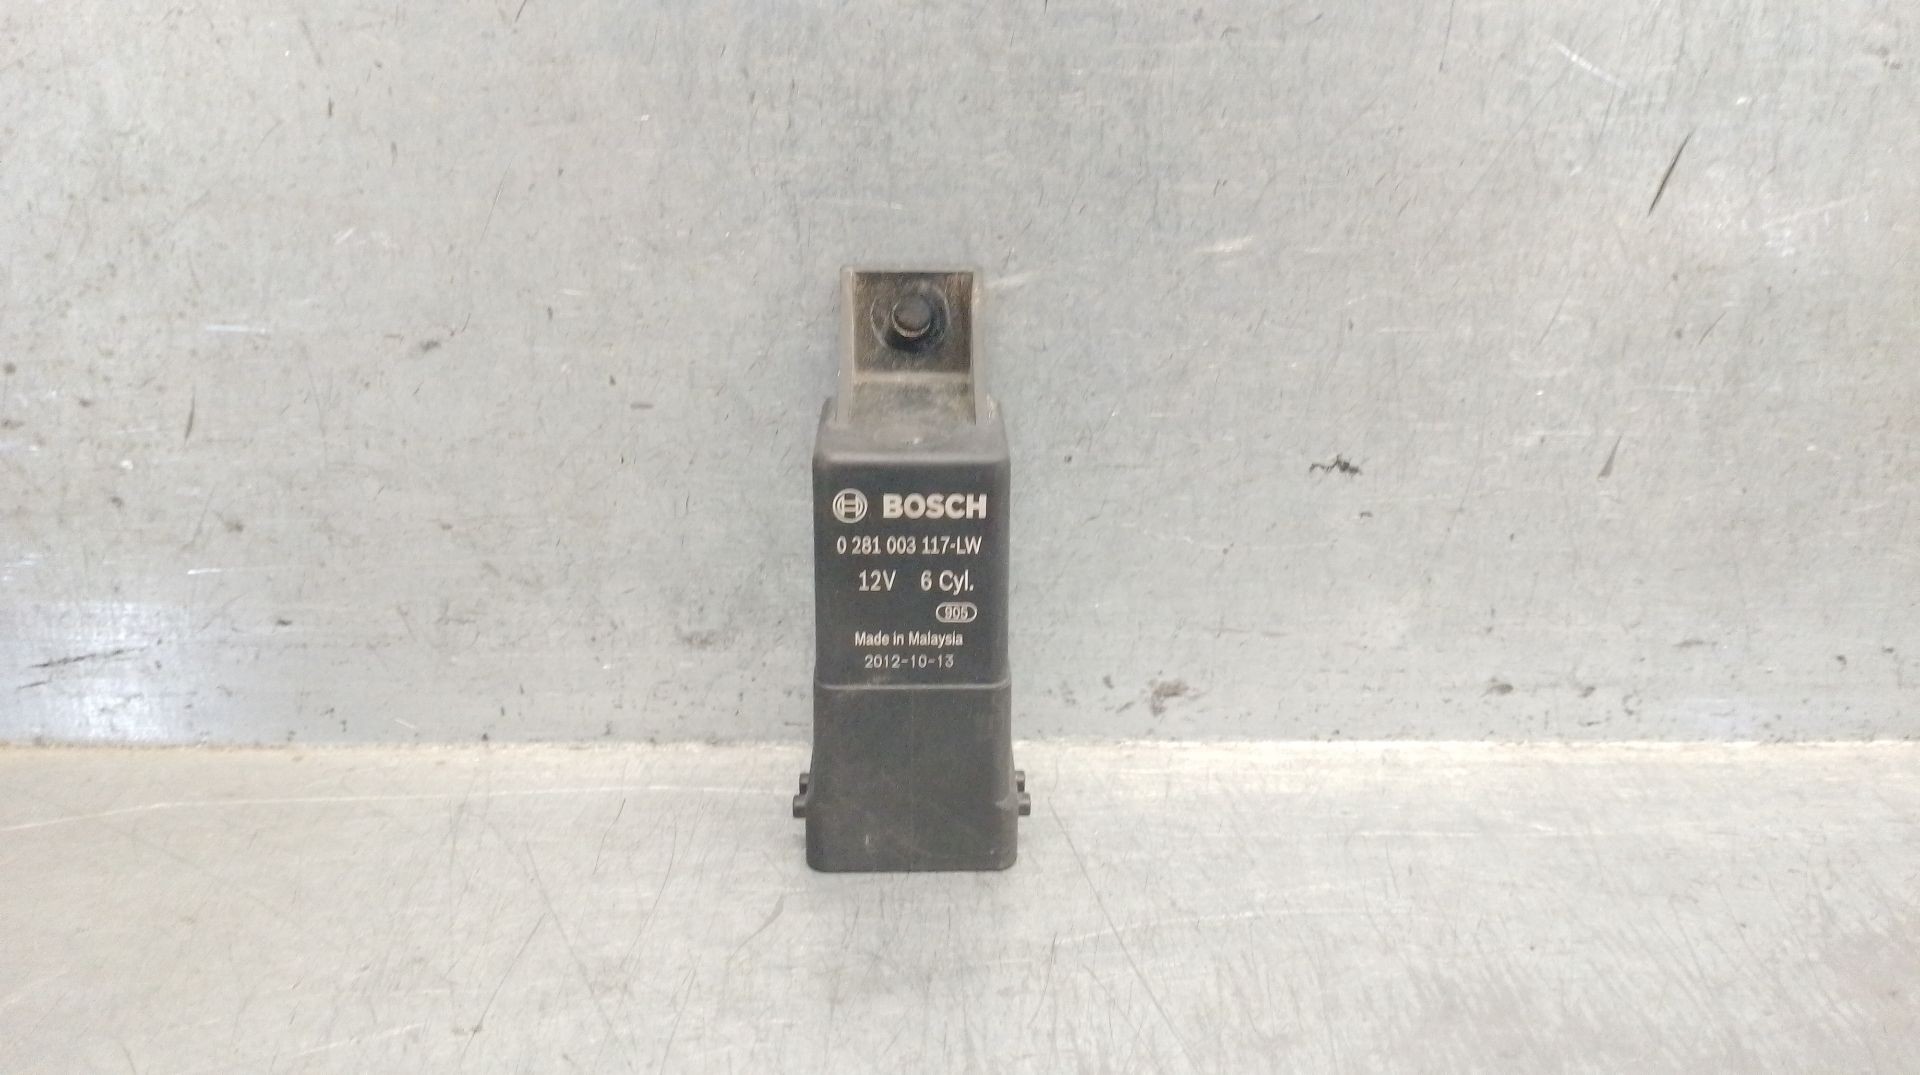 BOSCH
0 281 003 117-LW
12V 6 Cyl.
905
Made in Malaysia
2012-10-13